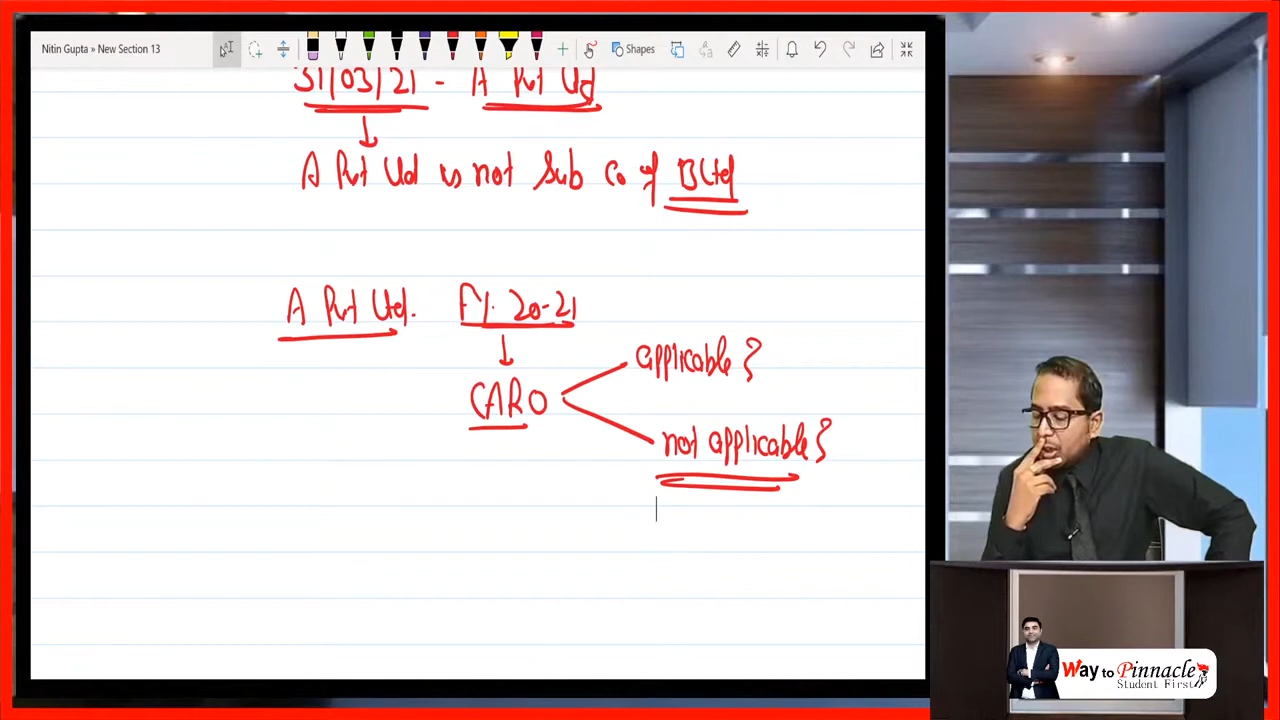 Nitin Gupta » New Section 13
Shapes
31/03/21 - A Pvt Ltd
A Pvt Ltd is not Sub Co of B Ltd
A Pvt Ltd. FY. 20-21
CARO
applicable?
not applicable?
Way to Pinnacle
Student First